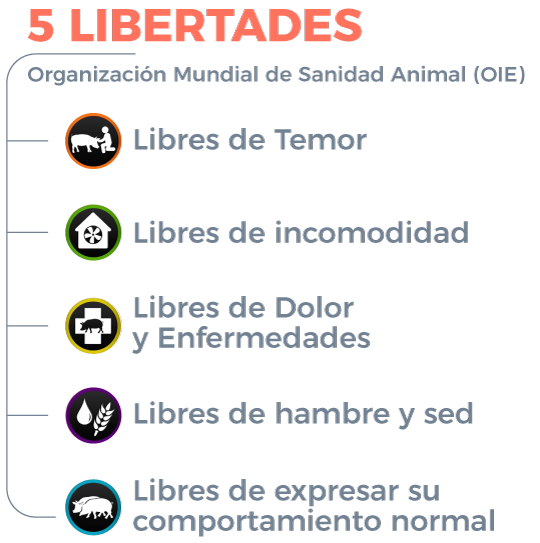 5 LIBERTADES
Organización Mundial de Sanidad Animal (OIE)
Libres de Temor
Libres de incomodidad
Libres de Dolor
y Enfermedades
Libres de hambre y sed
Libres de expresar su
comportamiento normal